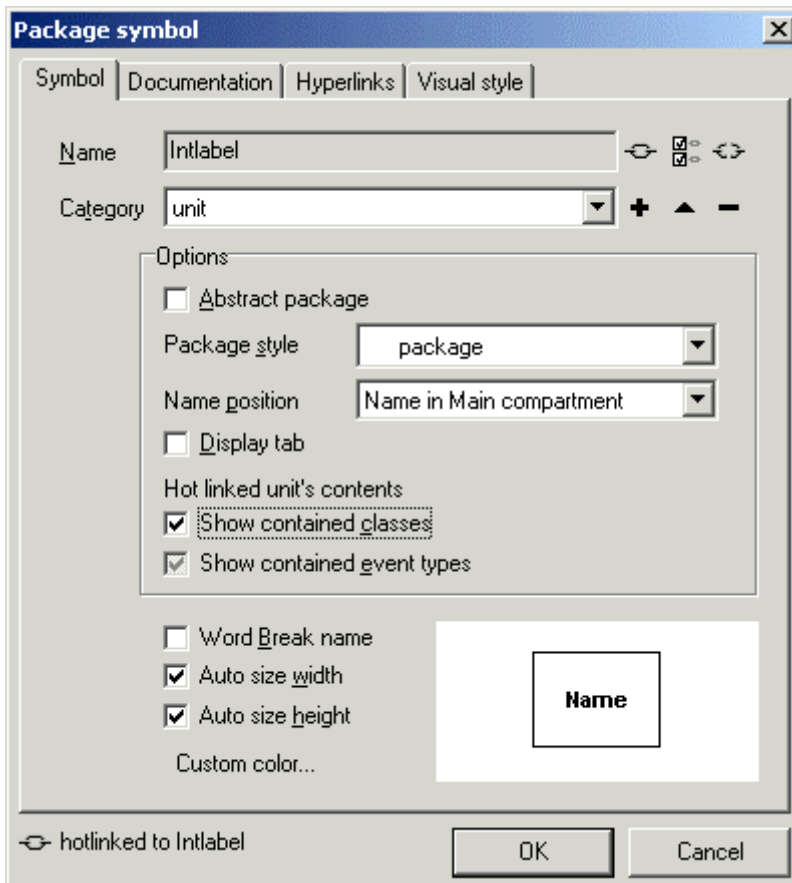 Package symbol
Symbol Documentation Hyperlinks Visual style
Name Intlabel
Category unit
Options
Abstract package
Package style package
Name position Name in Main compartment
Display tab
Hot linked unit's contents
Show contained classes
Show contained event types
Word Break name
Auto size width
Auto size height
Name
Custom color...
hotlinked to Intlabel OK Cancel